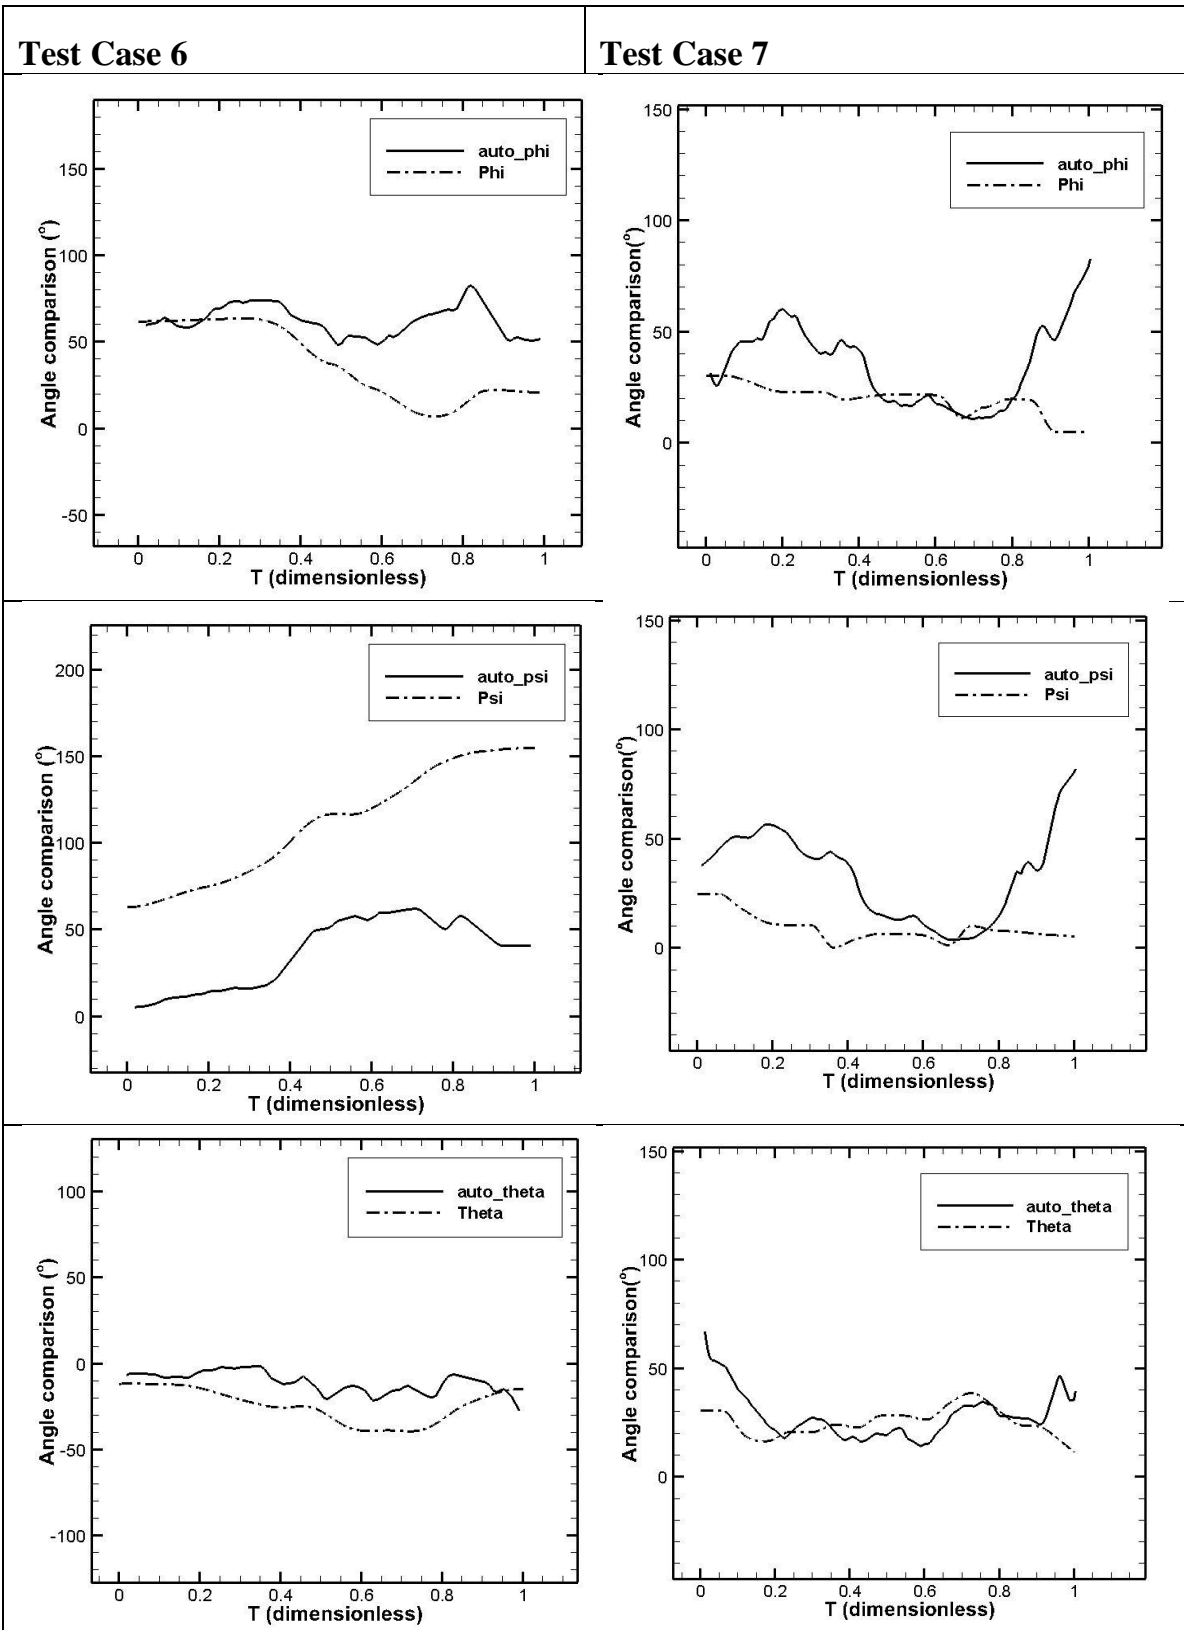 Test Case 6
Test Case 7
auto_phi
Phi
150
100
50
0
-50
Angle comparison (°)
0 0.2 0.4 0.6 0.8 1
T (dimensionless)
auto_phi
Phi
150
100
50
0
Angle comparison(°)
0 0.2 0.4 0.6 0.8 1
T (dimensionless)
auto_psi
Psi
200
150
100
50
0
Angle comparison (°)
0 0.2 0.4 0.6 0.8 1
T (dimensionless)
auto_psi
Psi
150
100
50
0
Angle comparison(°)
0 0.2 0.4 0.6 0.8 1
T (dimensionless)
auto_theta
Theta
100
50
0
-50
-100
Angle comparison (°)
0 0.2 0.4 0.6 0.8 1
T (dimensionless)
auto_theta
Theta
150
100
50
0
Angle comparison(°)
0 0.2 0.4 0.6 0.8 1
T (dimensionless)